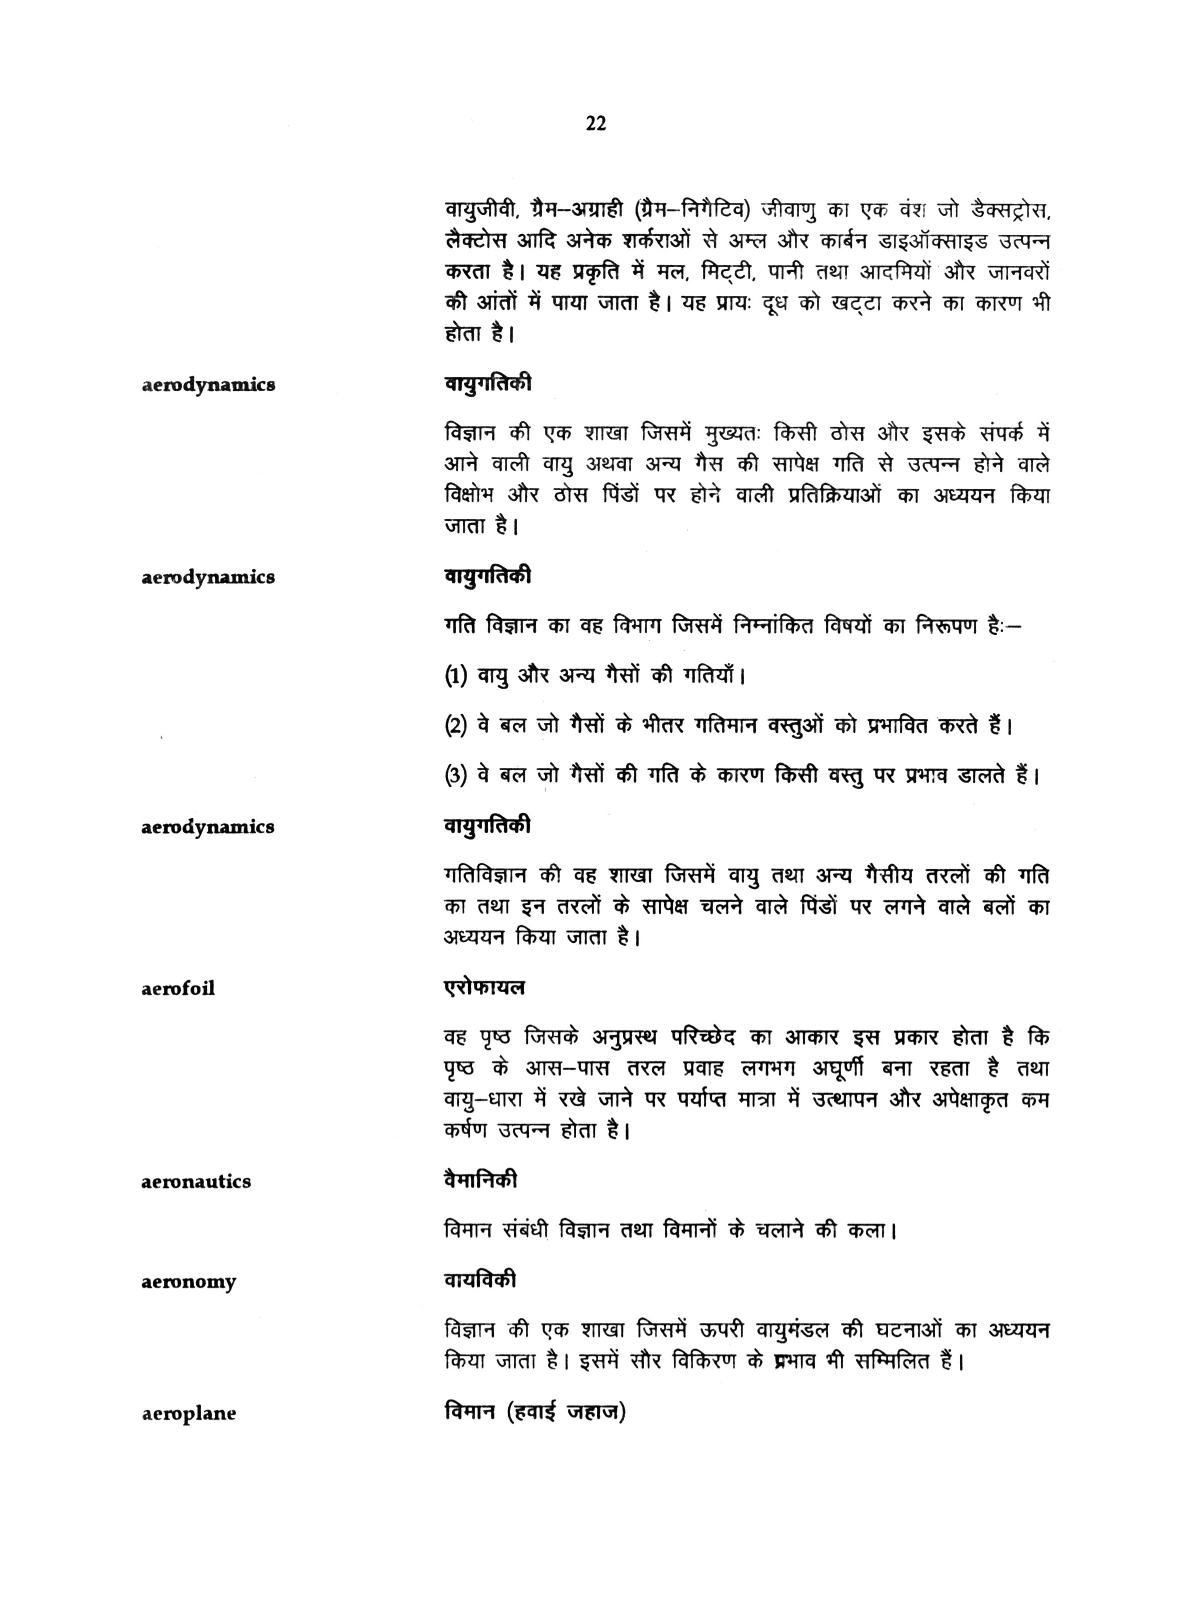 22
वायुजीवी, ग्रैम–अग्राही (ग्रैम–निगैटिव) जीवाणु का एक वंश जो डैक्सट्रोस,
लैक्टोस आदि अनेक शर्कराओं से अम्ल और कार्बन डाइऑक्साइड उत्पन्न
करता है। यह प्रकृति में मल, मिट्टी, पानी तथा आदमियों और जानवरों
की आंतों में पाया जाता है। यह प्रायः दूध को खट्टा करने का कारण भी
होता है।
aerodynamics वायुगतिकी
विज्ञान की एक शाखा जिसमें मुख्यतः किसी ठोस और इसके संपर्क में
आने वाली वायु अथवा अन्य गैस की सापेक्ष गति से उत्पन्न होने वाले
विक्षोभ और ठोस पिंडों पर होने वाली प्रतिक्रियाओं का अध्ययन किया
जाता है।
aerodynamics वायुगतिकी
गति विज्ञान का वह विभाग जिसमें निम्नांकित विषयों का निरूपण हैः–
(1) वायु और अन्य गैसों की गतियाँ।
(2) वे बल जो गैसों के भीतर गतिमान वस्तुओं को प्रभावित करते हैं।
(3) वे बल जो गैसों की गति के कारण किसी वस्तु पर प्रभाव डालते हैं।
aerodynamics वायुगतिकी
गतिविज्ञान की वह शाखा जिसमें वायु तथा अन्य गैसीय तरलों की गति
का तथा इन तरलों के सापेक्ष चलने वाले पिंडों पर लगने वाले बलों का
अध्ययन किया जाता है।
aerofoil एरोफायल
वह पृष्ठ जिसके अनुप्रस्थ परिच्छेद का आकार इस प्रकार होता है कि
पृष्ठ के आस–पास तरल प्रवाह लगभग अघूर्णी बना रहता है तथा
वायु–धारा में रखे जाने पर पर्याप्त मात्रा में उत्थापन और अपेक्षाकृत कम
कर्षण उत्पन्न होता है।
aeronautics वैमानिकी
विमान संबंधी विज्ञान तथा विमानों के चलाने की कला।
aeronomy वायविकी
विज्ञान की एक शाखा जिसमें ऊपरी वायुमंडल की घटनाओं का अध्ययन
किया जाता है। इसमें सौर विकिरण के प्रभाव भी सम्मिलित हैं।
aeroplane विमान (हवाई जहाज)